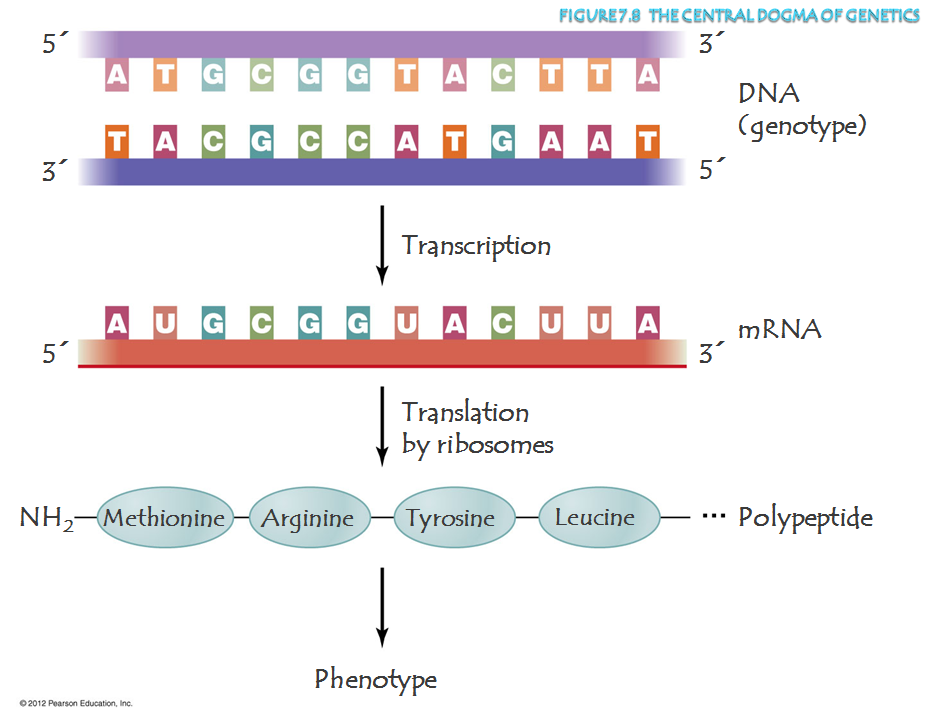 FIGURE7.8 THE CENTRAL DOGMA OF GENETICS
5´ 3´
A T G C G G T A C T T A
DNA
(genotype)
T A C G C C A T G A A T
3´ 5´
Transcription
A U G C G G U A C U U A
mRNA
5´ 3´
Translation
by ribosomes
NH2 Methionine Arginine Tyrosine Leucine ... Polypeptide
Phenotype
© 2012 Pearson Education, Inc.